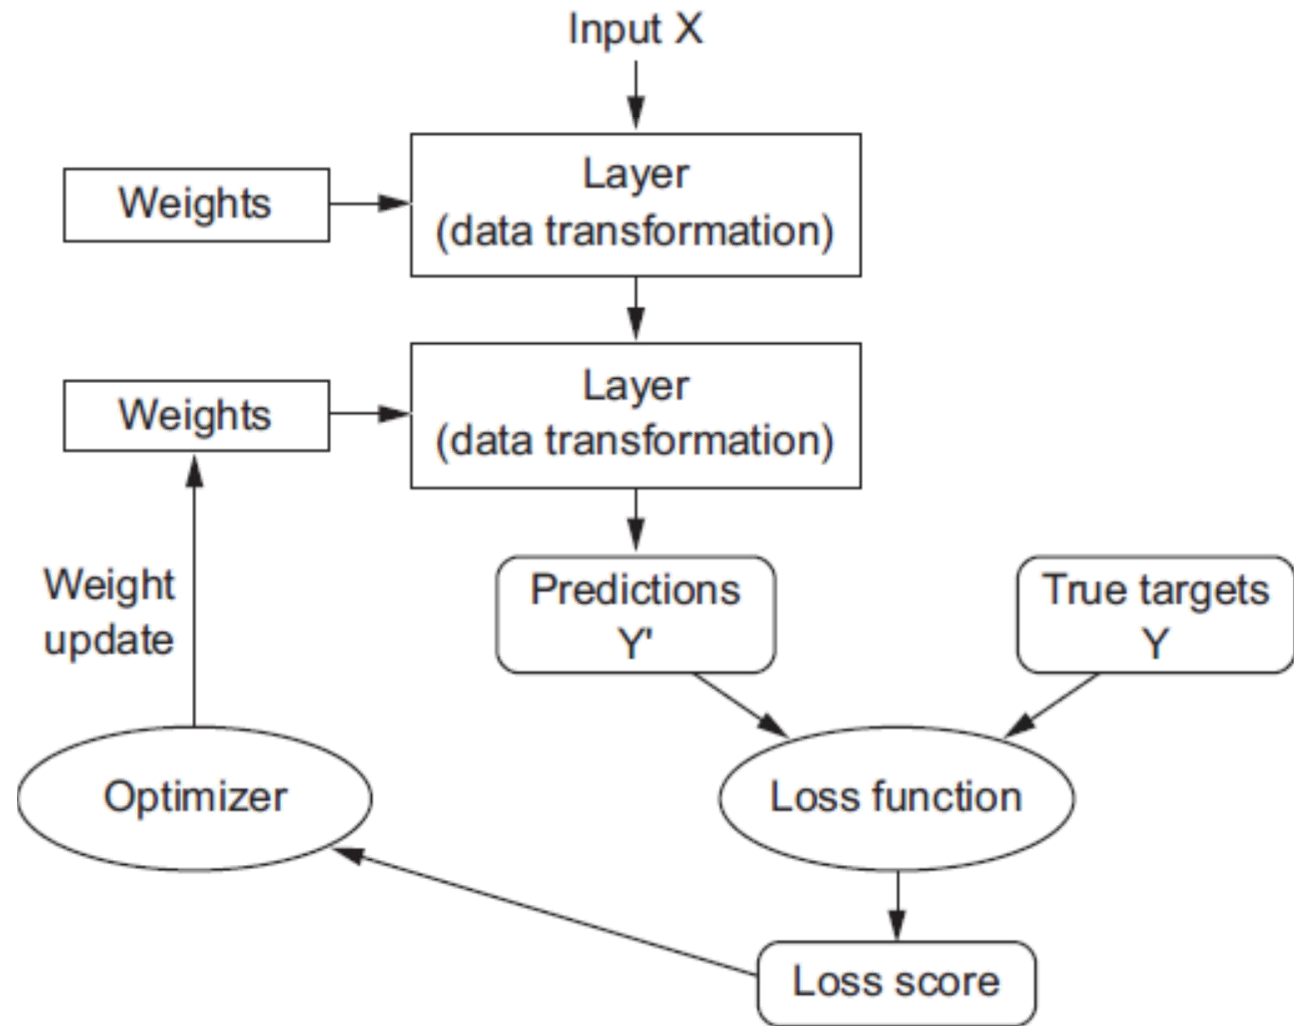 Input X
Layer
(data transformation)
Weights
Layer
(data transformation)
Weights
Weight
update
Predictions
Y'
True targets
Y
Optimizer
Loss function
Loss score